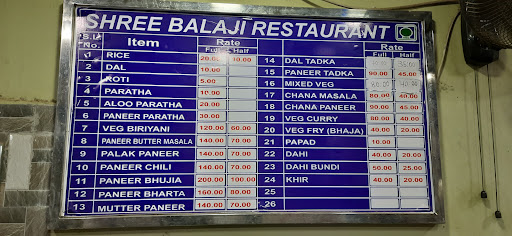 SHREE BALAJI RESTAURANT
S.L. No. Item Rate Full Half
1 RICE 20.00 10.00
2 DAL 10.00
3 ROTI 5.00
4 PARATHA 10.00
5 ALOO PARATHA 20.00
6 PANEER PARATHA 30.00
7 VEG BIRIYANI 120.00 60.00
8 PANEER BUTTER MASALA 140.00 70.00
9 PALAK PANEER 140.00 70.00
10 PANEER CHILI 140.00 70.00
11 PANEER BHUJIA 200.00 100.00
12 PANEER BHARTA 160.00 80.00
13 MUTTER PANEER 140.00 70.00
Rate Full Half
14 DAL TADKA
15 PANEER TADKA 90.00 45.00
16 MIXED VEG
17 CHANA MASALA 80.00 40.00
18 CHANA PANEER 90.00 45.00
19 VEG CURRY 80.00 40.00
20 VEG FRY (BHAJA) 40.00 20.00
21 PAPAD 10.00
22 DAHI 40.00 20.00
23 DAHI BUNDI 50.00 25.00
24 KHIR 40.00 20.00
25
26